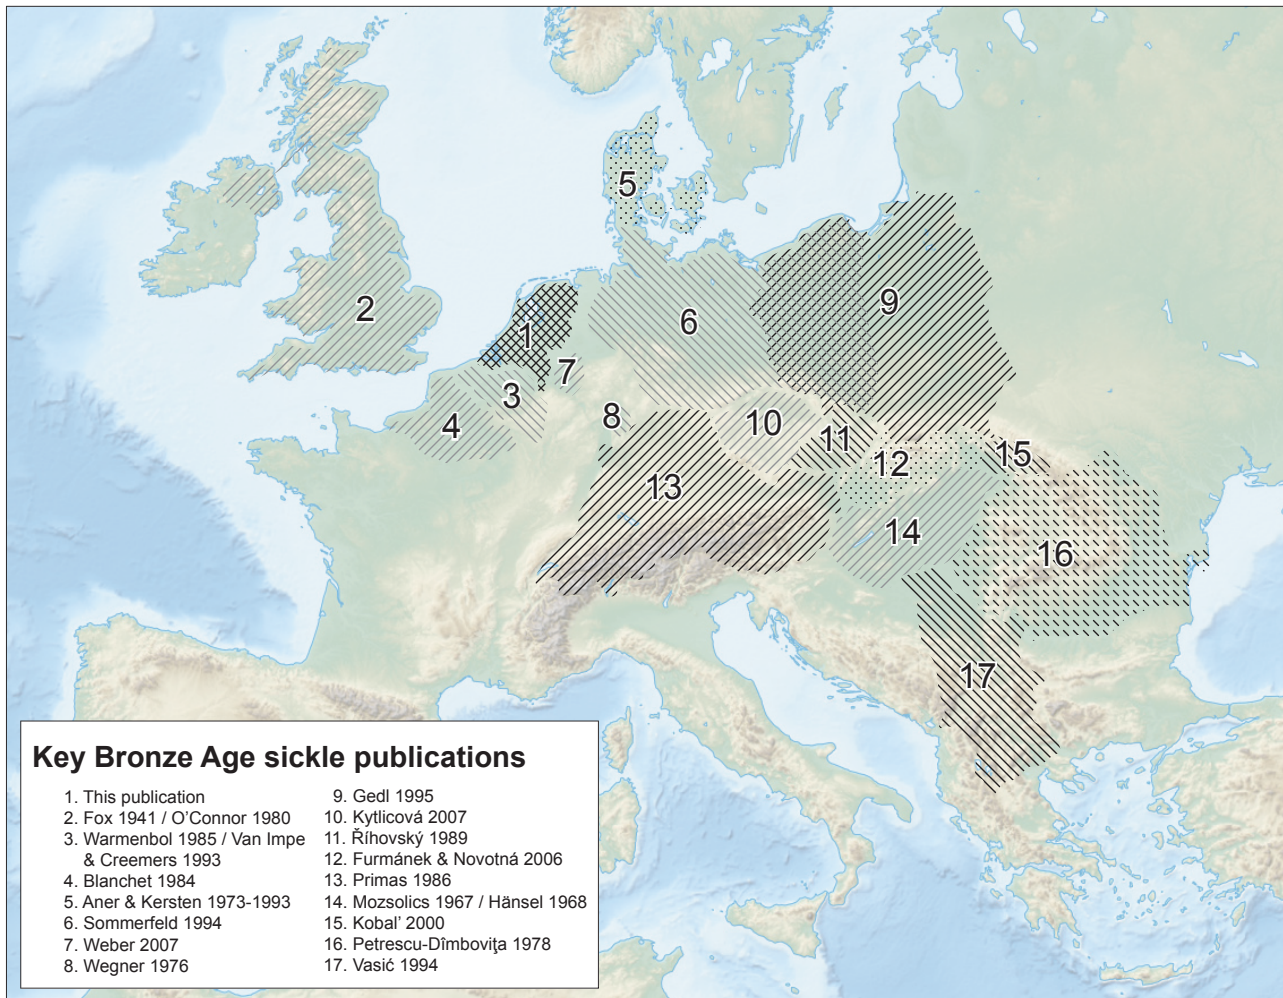 5
9
2
6
1
7
3
8
10
4
11
15
12
13
14
16
17
Key Bronze Age sickle publications
1. This publication
2. Fox 1941 / O'Connor 1980
3. Warmenbol 1985 / Van Impe
& Creemers 1993
4. Blanchet 1984
5. Aner & Kersten 1973-1993
6. Sommerfeld 1994
7. Weber 2007
8. Wegner 1976
9. Gedl 1995
10. Kytlicová 2007
11. Říhovský 1989
12. Furmánek & Novotná 2006
13. Primas 1986
14. Mozsolics 1967 / Hänsel 1968
15. Kobal' 2000
16. Petrescu-Dîmboviţa 1978
17. Vasić 1994